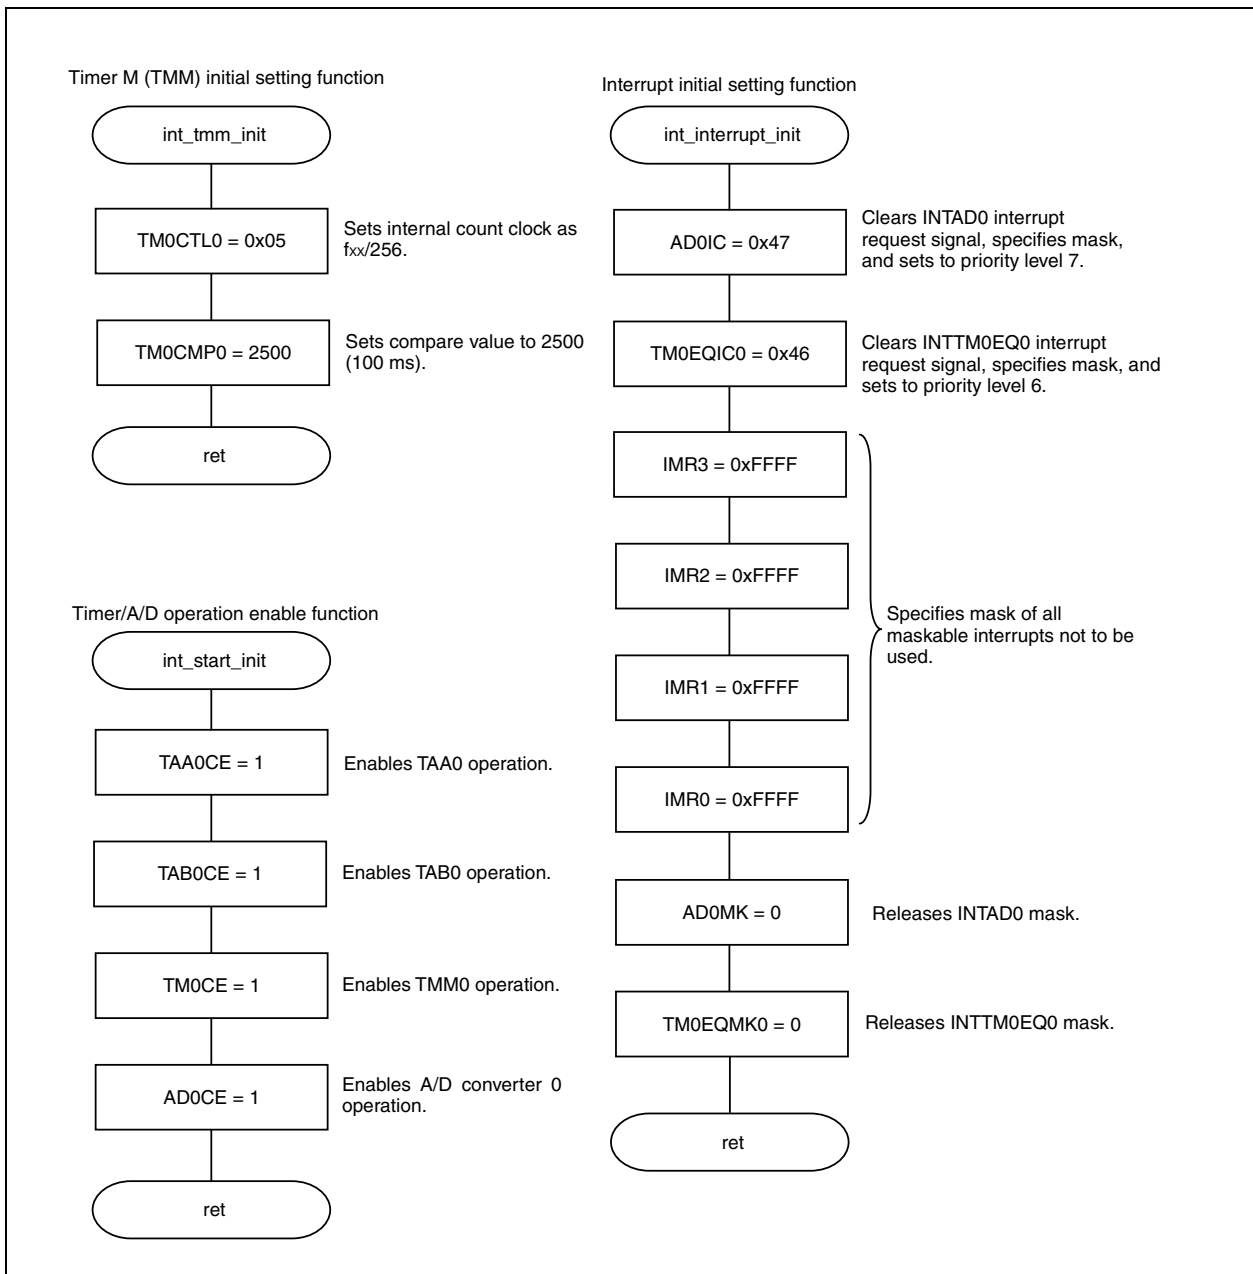 Timer M (TMM) initial setting function
int_tmm_init
TM0CTL0 = 0x05
Sets internal count clock as
fxx/256.
TM0CMP0 = 2500
Sets compare value to 2500
(100 ms).
ret
Timer/A/D operation enable function
int_start_init
TAA0CE = 1
Enables TAA0 operation.
TAB0CE = 1
Enables TAB0 operation.
TM0CE = 1
Enables TMM0 operation.
AD0CE = 1
Enables A/D converter 0
operation.
ret
Interrupt initial setting function
int_interrupt_init
AD0IC = 0x47
Clears INTAD0 interrupt
request signal, specifies mask,
and sets to priority level 7.
TM0EQIC0 = 0x46
Clears INTTM0EQ0 interrupt
request signal, specifies mask, and
sets to priority level 6.
IMR3 = 0xFFFF
IMR2 = 0xFFFF
IMR1 = 0xFFFF
IMR0 = 0xFFFF
Specifies mask of all
maskable interrupts not to be
used.
AD0MK = 0
Releases INTAD0 mask.
TM0EQMK0 = 0
Releases INTTM0EQ0 mask.
ret